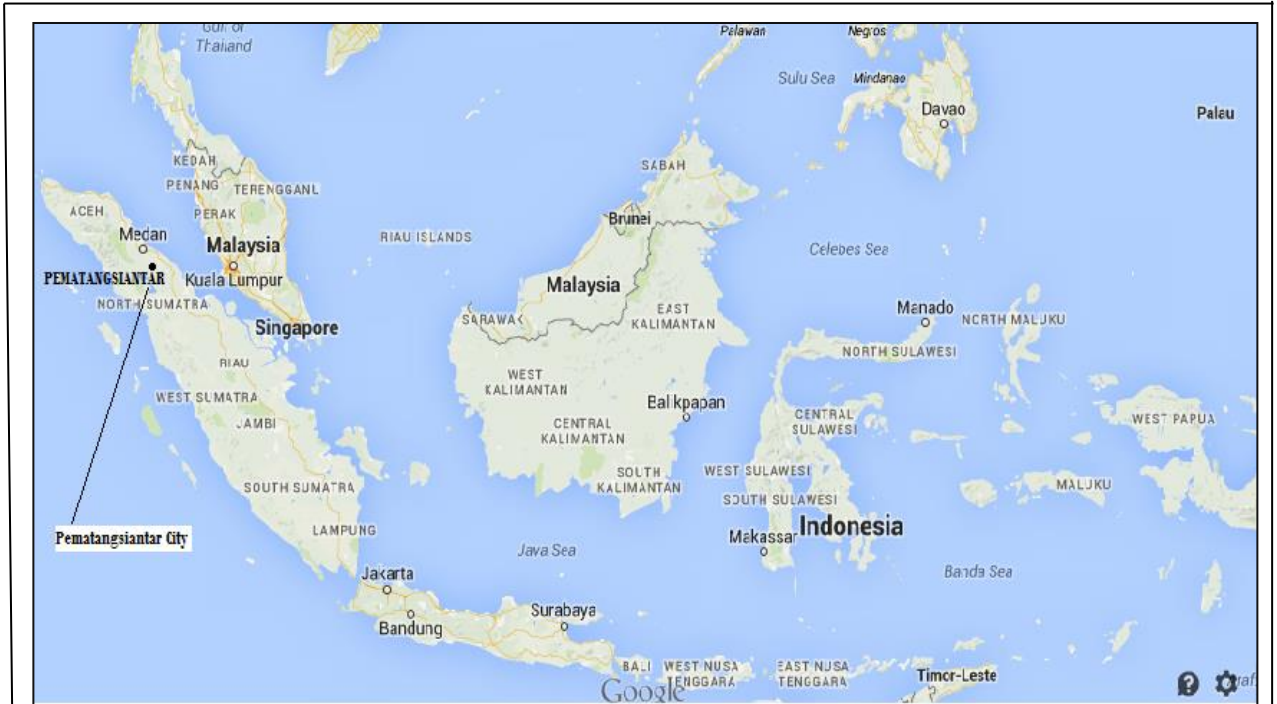 Gulf of
Thailand
Palawan
Negros
Sulu Sea
Mindanao
Davao
Palau
KEDAH
PENANG
TERENGGANU
PERAK
ACEH
Medan
Malaysia
PEMATANGSIANTAR
Kuala Lumpur
NORTH SUMATRA
Singapore
RIAU ISLANDS
SABAH
Brunei
Malaysia
Celebes Sea
SARAWAK
EAST
KALIMANTAN
Manado
NORTH MALUKU
NORTH SULAWESI
RIAU
WEST SUMATRA
JAMBI
WEST
KALIMANTAN
Balikpapan
CENTRAL
KALIMANTAN
CENTRAL
SULAWESI
WEST PAPUA
SOUTH SUMATRA
SOUTH
KALIMANTAN
WEST SULAWESI
SOUTH SULAWESI
MALUKU
LAMPUNG
Pematangsiantar City
Java Sea
Makassar
Indonesia
Banda Sea
Jakarta
Bandung
Surabaya
BALI
WEST NUSA
TENGGARA
EAST NUSA
TENGGARA
Timor-Leste
Google